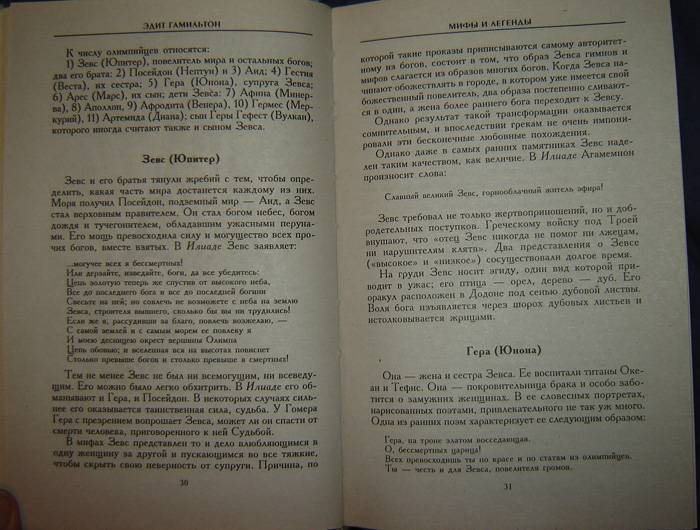 ЭДИТ ГАМИЛЬТОН
К числу олимпийцев относятся:
1) Зевс (Юпитер), повелитель мира и остальных богов;
два его брата: 2) Посейдон (Нептун) и 3) Аид; 4) Гестия
(Веста), их сестра; 5) Гера (Юнона), супруга Зевса;
6) Арес (Марс), их сын; дети Зевса: 7) Афина (Минер-
ва), 8) Аполлон, 9) Афродита (Венера), 10) Гермес (Мер-
курий), 11) Артемида (Диана); сын Геры Гефест (Вулкан),
которого иногда считают также и сыном Зевса.
Зевс (Юпитер)
Зевс и его братья тянули жребий с тем, чтобы опре-
делить, какая часть мира достанется каждому из них.
Моря получил Посейдон, подземный мир — Аид, а Зевс
стал верховным правителем. Он стал богом небес, богом
дождя и тучегонителем, обладавшим ужасными перуна-
ми. Его мощь превосходила силу и могущество всех про-
чих богов, вместе взятых. В Илиаде Зевс заявляет:
...могучее всех я бессмертных!
Или дерзайте, изведайте, боги, да все убедитесь:
Цепь золотую теперь же спустив от высокого неба,
Все до последнего бога и все до последней богини
Свесьте на ней; но совлечь не возможете с неба на землю
Зевса, строителя вышнего, сколько бы вы ни трудились!
Если же я, рассудивши за благо, повлечь возжелаю, —
С самой землей и с самым морем ее повлеку я
И моею десницею окрест вершины Олимпа
Цепь обовью; и вселенная вся на высотах повиснет
Столько превыше богов и столько превыше я смертных!
Тем не менее Зевс не был ни всемогущим, ни всеведу-
щим. Его можно было легко обхитрить. В Илиаде его об-
манывают и Гера, и Посейдон. В некоторых случаях силь-
нее его оказывается таинственная сила, судьба. У Гомера
Гера с презрением вопрошает Зевса, может ли он спасти от
смерти человека, приговоренного к ней Судьбой.
В мифах Зевс представлен то и дело влюбляющимся в
одну женщину за другой и пускающимся во все тяжкие,
чтобы скрыть свою неверность от супруги. Причина, по
30
МИФЫ И ЛЕГЕНДЫ
которой такие проказы приписываются самому авторитет-
ному из богов, состоит в том, что образ Зевса гимнов и
мифов слагается из образов многих богов. Когда Зевса на-
чинают обожествлять в городе, в котором уже имеется свой
божественный повелитель, два образа постепенно сливают-
ся в один, а жена более раннего бога переходит к Зевсу.
Однако результат такой трансформации оказывается
сомнительным, и впоследствии грекам не очень импони-
ровали эти бесконечные любовные похождения.
Однако даже в самых ранних памятниках Зевс наде-
лен таким качеством, как величие. В Илиаде Агамемнон
произносит слова:
Славный великий Зевс, горнооблачный житель эфира!
Зевс требовал не только жертвоприношений, но и доб-
родетельных поступков. Греческому войску под Троей
внушают, что «отец Зевс никогда не помог ни лжецам,
ни нарушителям клятв». Два представления о Зевсе
(«высокое» и «низкое») сосуществовали долгое время.
На груди Зевс носит эгиду, один вид которой приво-
дит в ужас; его птица — орел, дерево — дуб. Его
оракул расположен в Додоне под сенью дубовой листвы.
Воля бога изъявляется через шорох дубовых листьев и
истолковывается жрицами.
Гера (Юнона)
Она — жена и сестра Зевса. Ее воспитали титаны Оке-
ан и Тефис. Она — покровительница брака и особо забо-
тится о замужних женщинах. В ее словесных портретах,
нарисованных поэтами, привлекательного не так уж много.
Одна из ранних поэм характеризует ее следующим образом:
Гера, на троне златом восседающая.
О, бессмертных царица!
Всех превосходишь ты по красе и по статям из олимпийцев.
Ты — честь и для Зевса, повелителя громов.
31